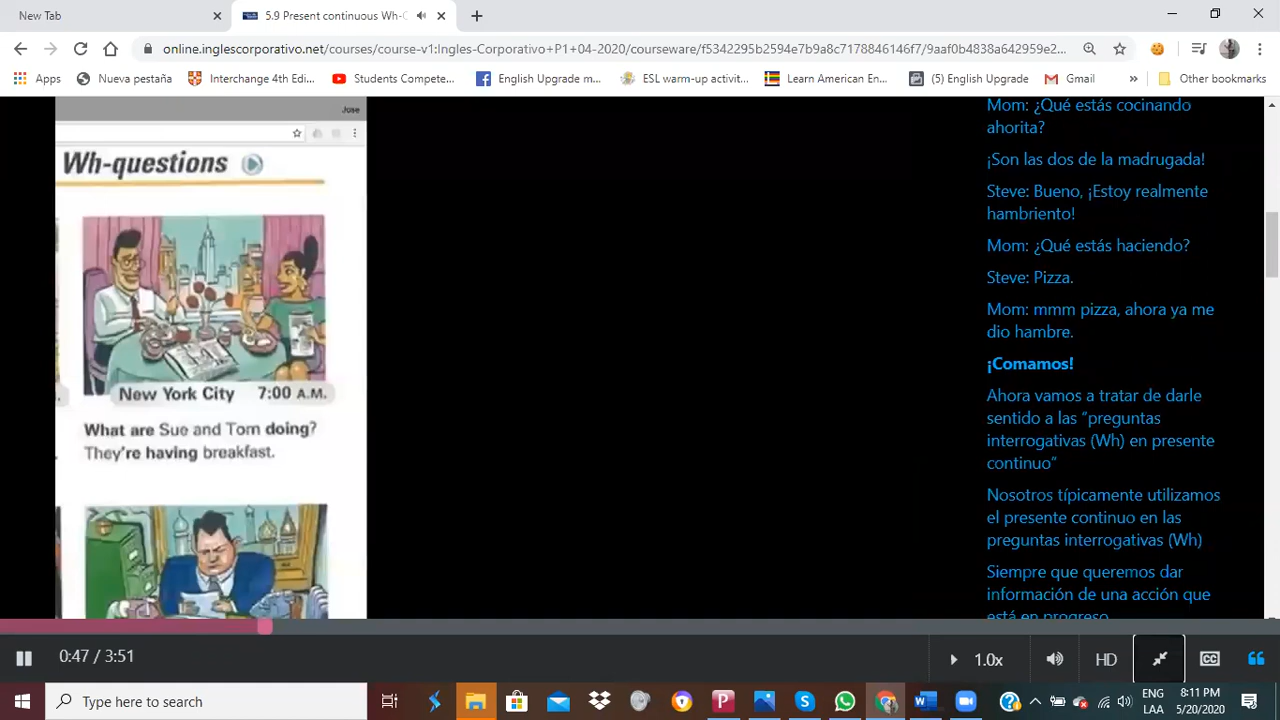 New Tab
5.9 Present continuous Wh-Q
online.inglescorporativo.net/courses/course-v1:Ingles-Corporativo+P1+04-2020/courseware/f5342295b2594e7b9a8c7178846146f7/9aaf0b4838a642959e2...
Apps
Nueva pestaña
Interchange 4th Edi...
Students Compete...
English Upgrade m...
ESL warm-up activit...
Learn American En...
(5) English Upgrade
Gmail
»
Other bookmarks
Jose
Wh-questions
New York City 7:00 A.M.
What are Sue and Tom doing?
They're having breakfast.
Mom: ¿Qué estás cocinando
ahorita?
¡Son las dos de la madrugada!
Steve: Bueno, ¡Estoy realmente
hambriento!
Mom: ¿Qué estás haciendo?
Steve: Pizza.
Mom: mmm pizza, ahora ya me
dio hambre.
¡Comamos!
Ahora vamos a tratar de darle
sentido a las “preguntas
interrogativas (Wh) en presente
continuo“
Nosotros típicamente utilizamos
el presente continuo en las
preguntas interrogativas (Wh)
Siempre que queremos dar
información de una acción que
está en progreso
0:47 / 3:51
1.0x
HD
CC
Type here to search
ENG
LAA
8:11 PM
5/20/2020